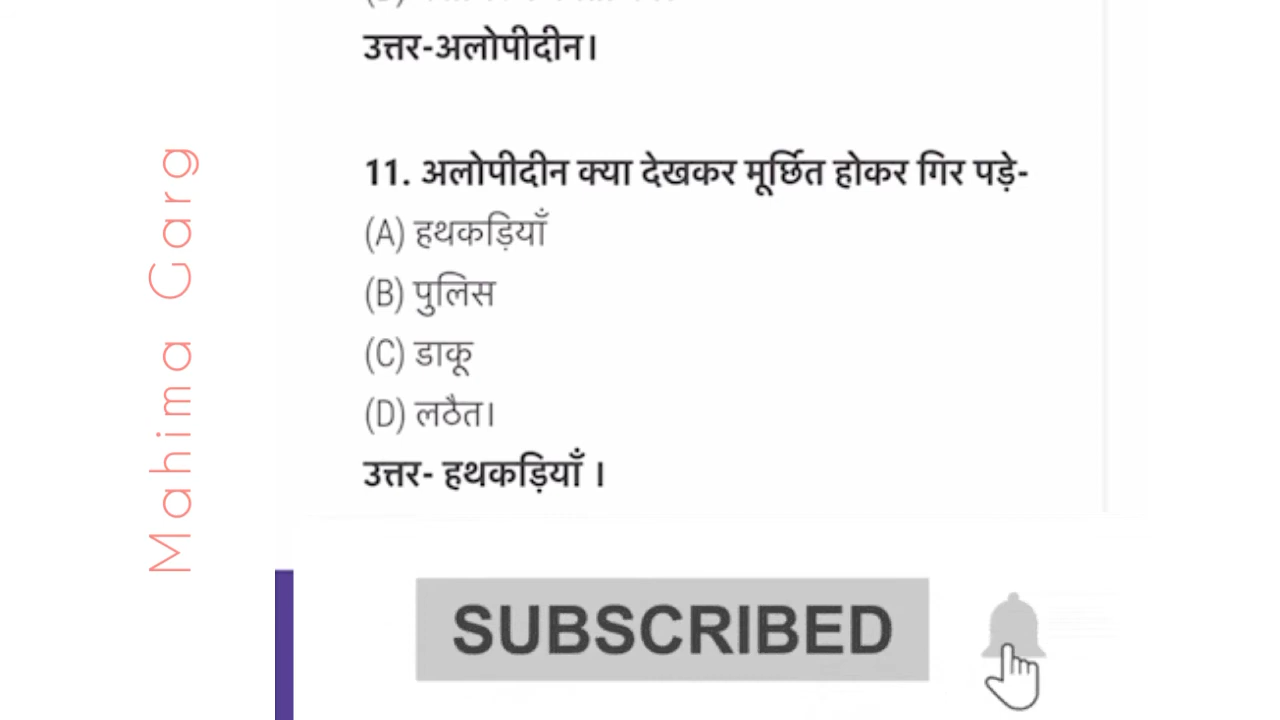 उत्तर-अलोपीदीन।
11. अलोपीदीन क्या देखकर मूर्छित होकर गिर पड़े-
(A) हथकड़ियाँ
(B) पुलिस
(C) डाकू
(D) लठैत।
उत्तर- हथकड़ियाँ ।
Mahima Garg
SUBSCRIBED